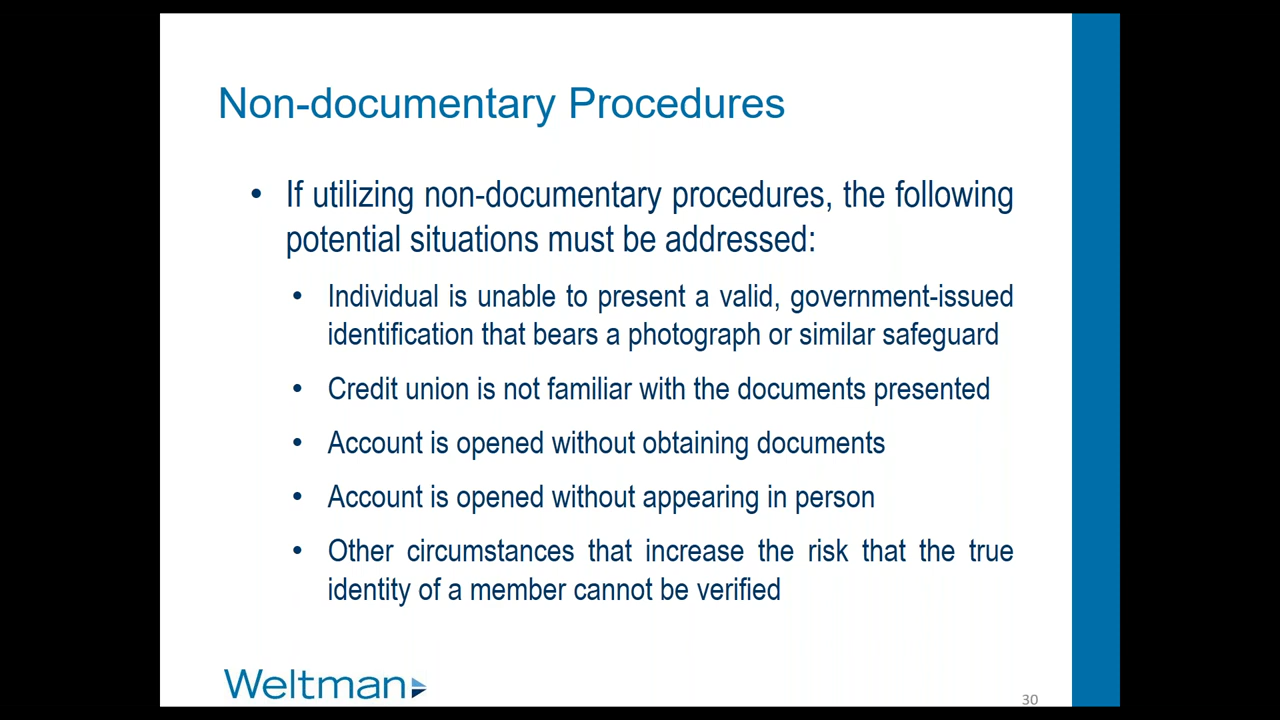 Non-documentary Procedures
• If utilizing non-documentary procedures, the following
potential situations must be addressed:
• Individual is unable to present a valid, government-issued
identification that bears a photograph or similar safeguard
• Credit union is not familiar with the documents presented
• Account is opened without obtaining documents
• Account is opened without appearing in person
• Other circumstances that increase the risk that the true
identity of a member cannot be verified
Weltman
30